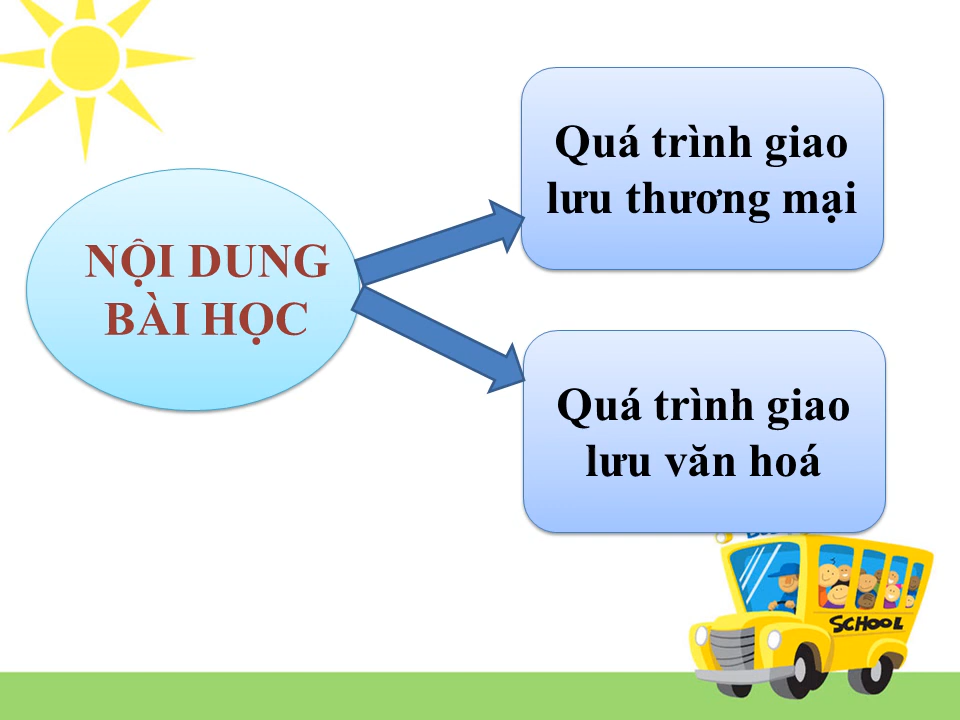 NỘI DUNG
BÀI HỌC
Quá trình giao
lưu thương mại
Quá trình giao
lưu văn hoá
SCHOOL